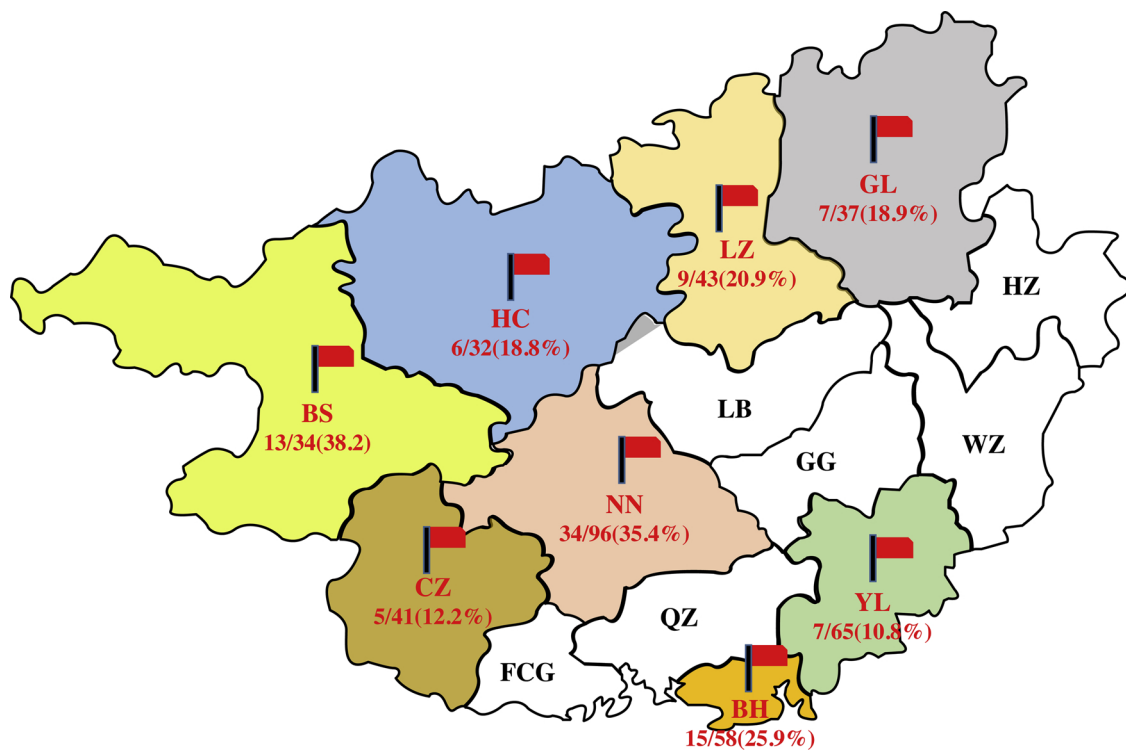 GL
7/37(18.9%)
LZ
9/43(20.9%)
HZ
HC
6/32(18.8%)
BS
13/34(38.2)
LB
WZ
GG
NN
34/96(35.4%)
CZ
5/41(12.2%)
YL
7/65(10.8%)
QZ
FCG
BH
15/58(25.9%)